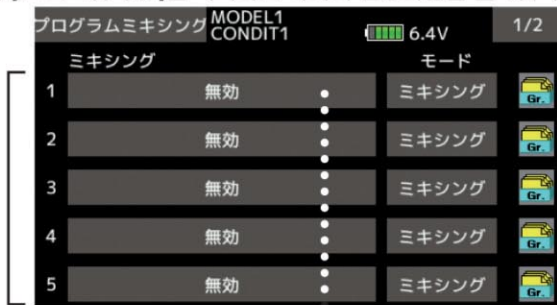 プログラムミキシング MODEL1 CONDIT1 6.4V 1/2
ミキシング モード
1 無効 ミキシング Gr.
2 無効 ミキシング Gr.
3 無効 ミキシング Gr.
4 無効 ミキシング Gr.
5 無効 ミキシング Gr.